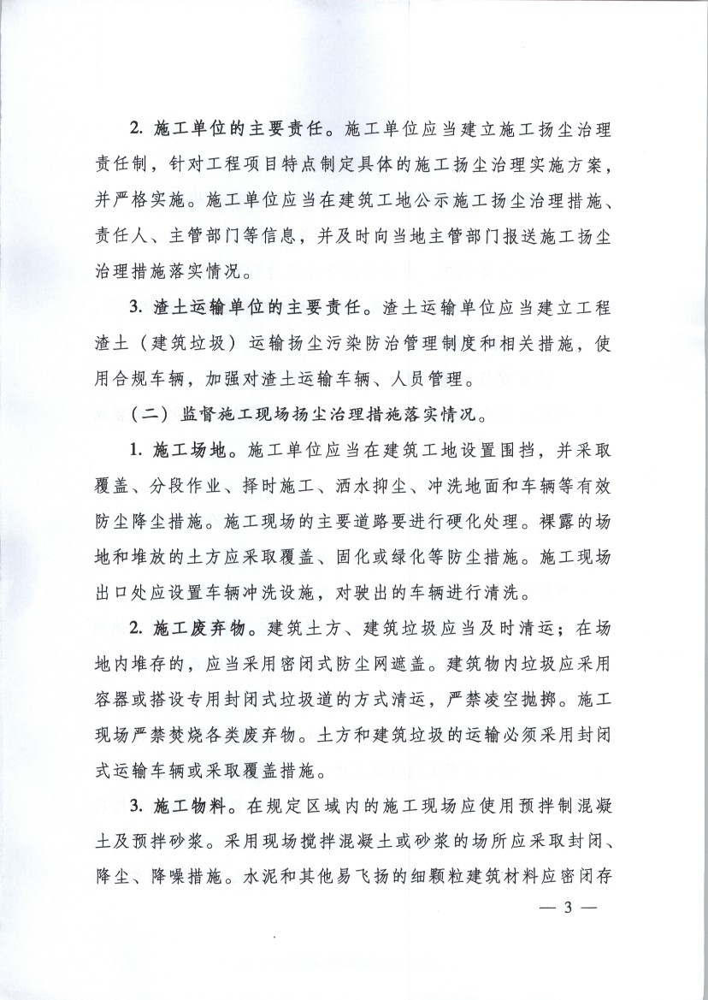 2. 施工单位的主要责任。施工单位应当建立施工扬尘治理
责任制，针对工程项目特点制定具体的施工扬尘治理实施方案，
并严格实施。施工单位应当在建筑工地公示施工扬尘治理措施、
责任人、主管部门等信息，并及时向当地主管部门报送施工扬尘
治理措施落实情况。
3. 渣土运输单位的主要责任。渣土运输单位应当建立工程
渣土（建筑垃圾）运输扬尘污染防治管理制度和相关措施，使
用合规车辆，加强对渣土运输车辆、人员管理。
（二）监督施工现场扬尘治理措施落实情况。
1. 施工场地。施工单位应当在建筑工地设置围挡，并采取
覆盖、分段作业、择时施工、洒水抑尘、冲洗地面和车辆等有效
防尘降尘措施。施工现场的主要道路要进行硬化处理。裸露的场
地和堆放的土方应采取覆盖、固化或绿化等防尘措施。施工现场
出口处应设置车辆冲洗设施，对驶出的车辆进行清洗。
2. 施工废弃物。建筑土方、建筑垃圾应当及时清运；在场
地内堆存的，应当采用密闭式防尘网遮盖。建筑物内垃圾应采用
容器或搭设专用封闭式垃圾道的方式清运，严禁凌空抛掷。施工
现场严禁焚烧各类废弃物。土方和建筑垃圾的运输必须采用封闭
式运输车辆或采取覆盖措施。
3. 施工物料。在规定区域内的施工现场应使用预拌制混凝
土及预拌砂浆。采用现场搅拌混凝土或砂浆的场所应采取封闭、
降尘、降噪措施。水泥和其他易飞扬的细颗粒建筑材料应密闭存
— 3 —